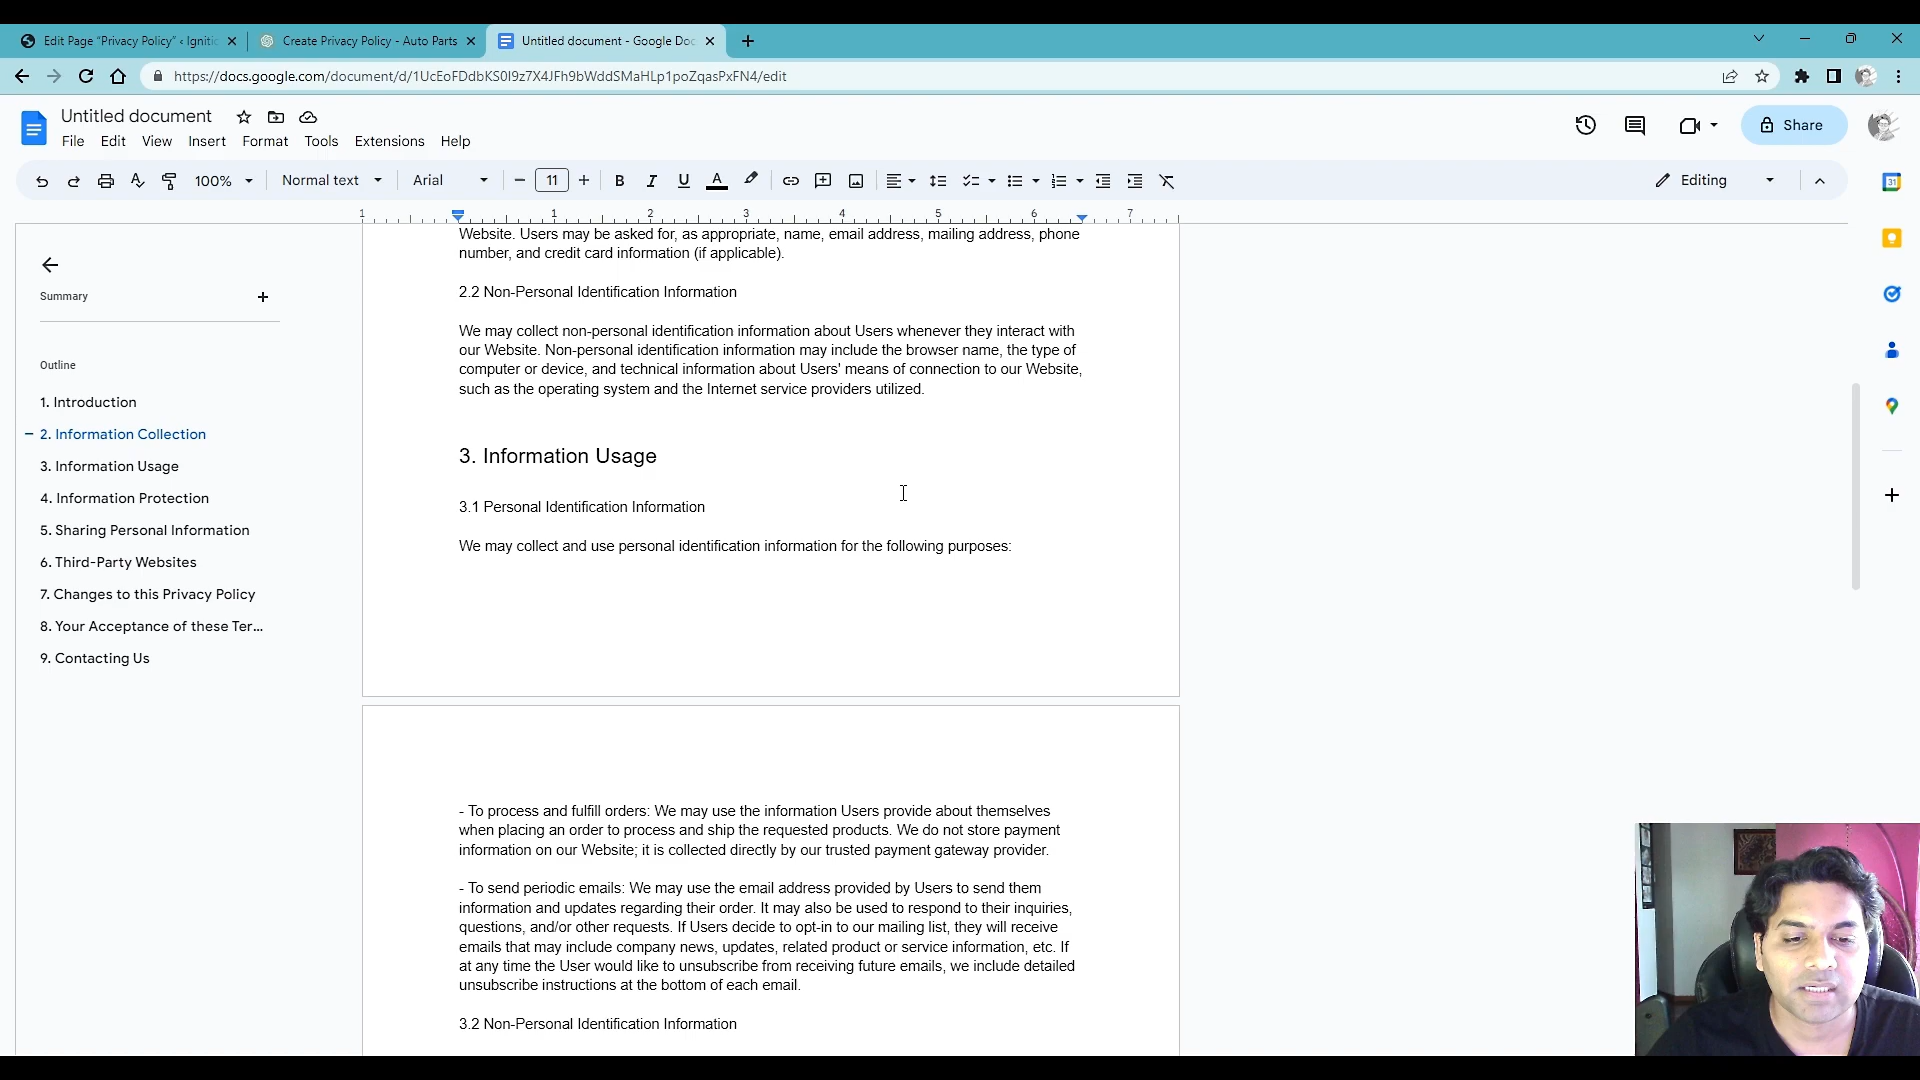 Edit Page “Privacy Policy” ‹ Igniti
Create Privacy Policy - Auto Parts
Untitled document - Google Doc
https://docs.google.com/document/d/1UcEoFDdbKS0I9z7X4JFh9bWddSMaHLp1poZqasPxFN4/edit
Untitled document
File Edit View Insert Format Tools Extensions Help
Share
100% Normal text Arial 11 Editing
1 1 2 3 4 5 6 7
Summary
Outline
1. Introduction
2. Information Collection
3. Information Usage
4. Information Protection
5. Sharing Personal Information
6. Third-Party Websites
7. Changes to this Privacy Policy
8. Your Acceptance of these Ter...
9. Contacting Us
Website. Users may be asked for, as appropriate, name, email address, mailing address, phone
number, and credit card information (if applicable).
2.2 Non-Personal Identification Information
We may collect non-personal identification information about Users whenever they interact with
our Website. Non-personal identification information may include the browser name, the type of
computer or device, and technical information about Users' means of connection to our Website,
such as the operating system and the Internet service providers utilized.
3. Information Usage
3.1 Personal Identification Information
We may collect and use personal identification information for the following purposes:
- To process and fulfill orders: We may use the information Users provide about themselves
when placing an order to process and ship the requested products. We do not store payment
information on our Website; it is collected directly by our trusted payment gateway provider.
- To send periodic emails: We may use the email address provided by Users to send them
information and updates regarding their order. It may also be used to respond to their inquiries,
questions, and/or other requests. If Users decide to opt-in to our mailing list, they will receive
emails that may include company news, updates, related product or service information, etc. If
at any time the User would like to unsubscribe from receiving future emails, we include detailed
unsubscribe instructions at the bottom of each email.
3.2 Non-Personal Identification Information
31